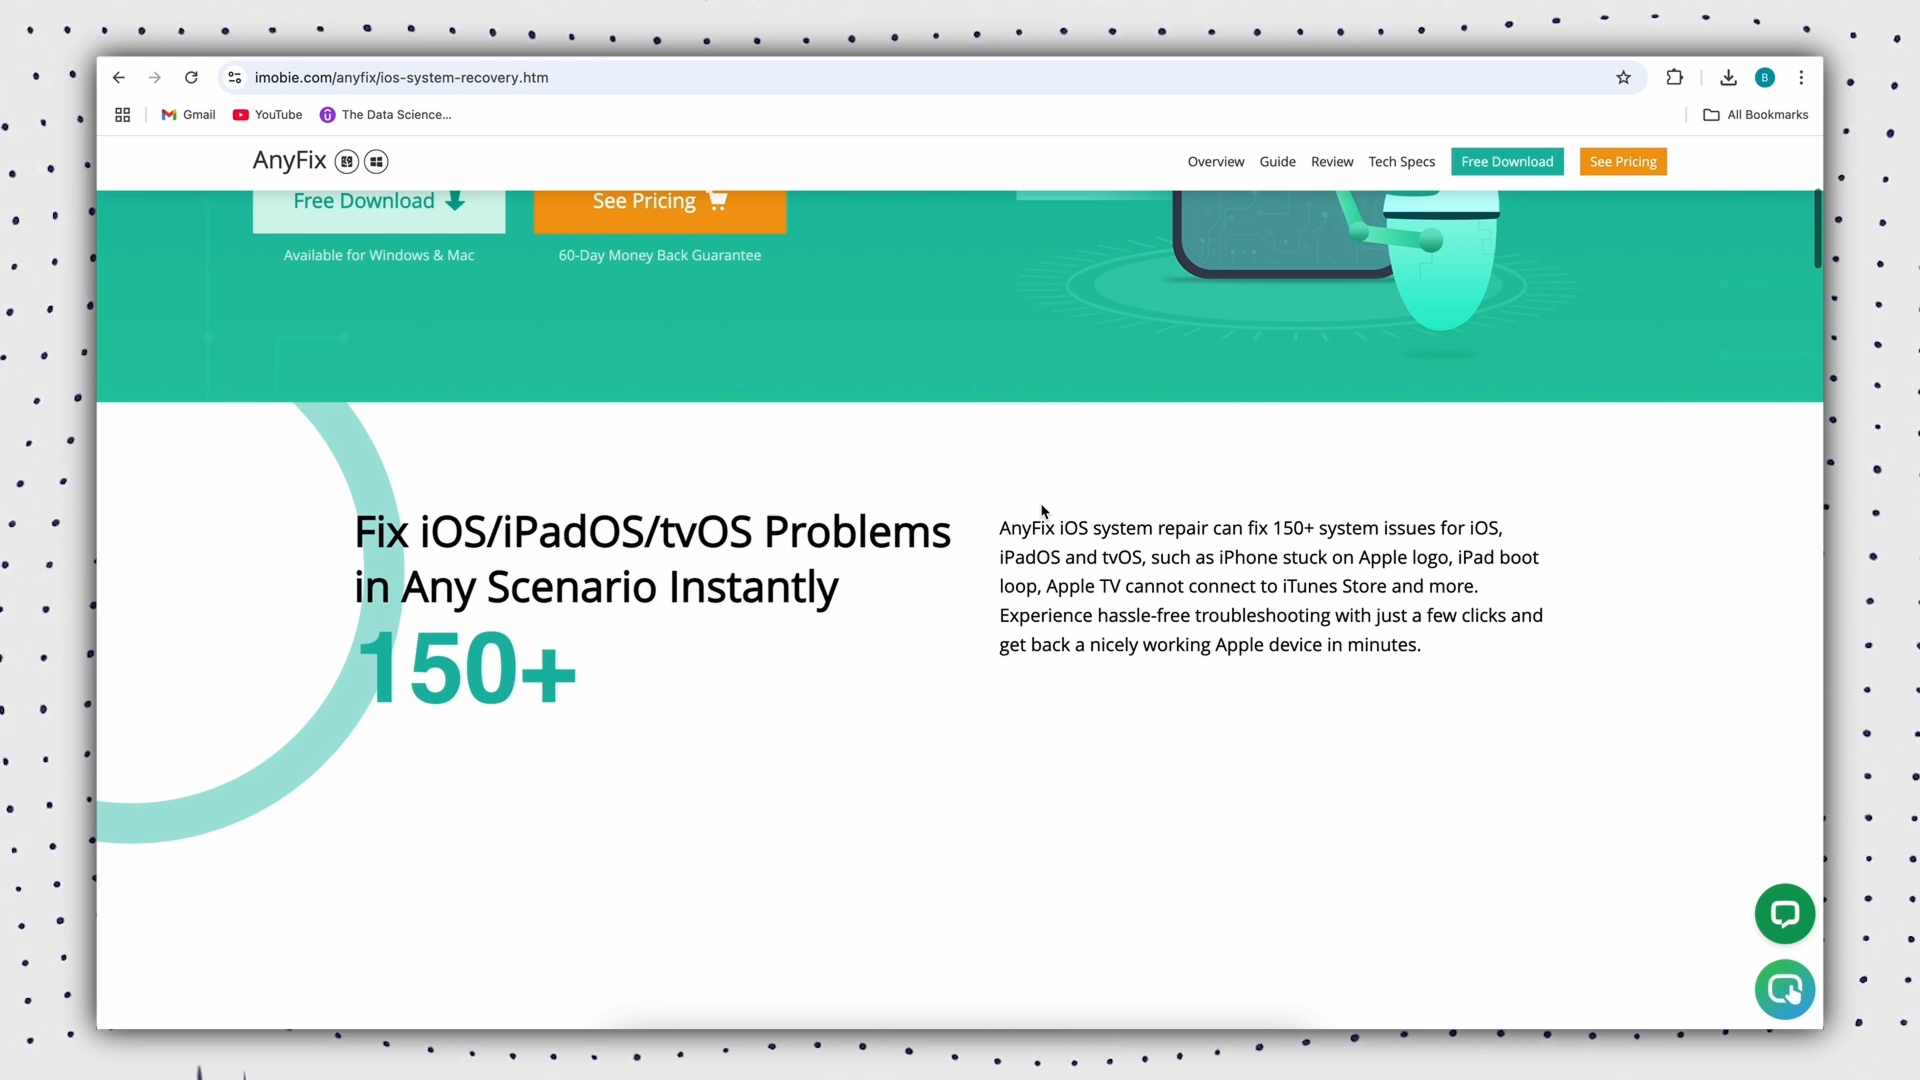 imobie.com/anyfix/ios-system-recovery.htm
B
Gmail
YouTube
The Data Science...
All Bookmarks
AnyFix
Overview
Guide
Review
Tech Specs
Free Download
See Pricing
Free Download
See Pricing
Available for Windows & Mac
60-Day Money Back Guarantee
Fix iOS/iPadOS/tvOS Problems
in Any Scenario Instantly
150+
AnyFix iOS system repair can fix 150+ system issues for iOS,
iPadOS and tvOS, such as iPhone stuck on Apple logo, iPad boot
loop, Apple TV cannot connect to iTunes Store and more.
Experience hassle-free troubleshooting with just a few clicks and
get back a nicely working Apple device in minutes.